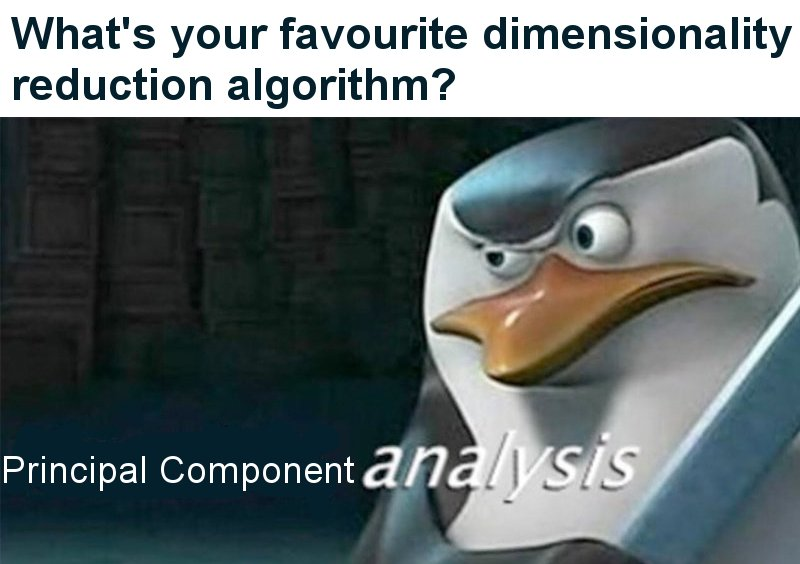 What's your favourite dimensionality
reduction algorithm?
Principal Component analysis